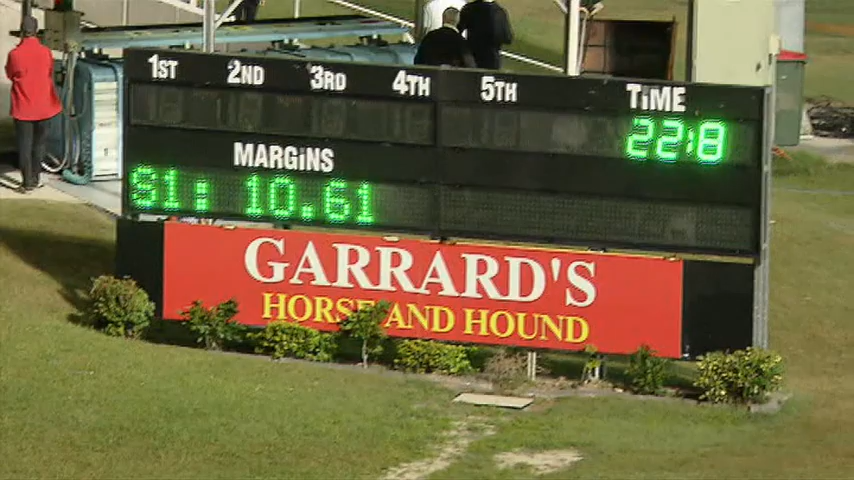 1ST 2ND 3RD 4TH 5TH TIME
22:8
MARGINS
S1: 10.61
GARRARD'S
HORSE AND HOUND